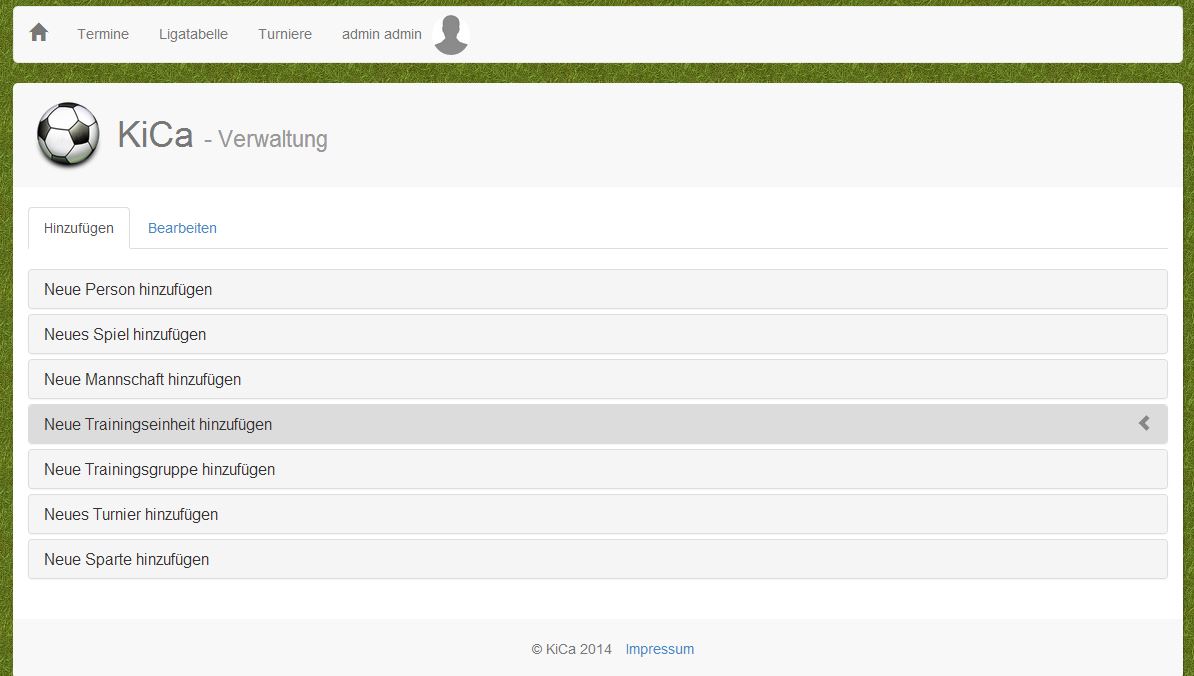 Termine Ligatabelle Turniere admin admin
KiCa - Verwaltung
Hinzufügen Bearbeiten
Neue Person hinzufügen
Neues Spiel hinzufügen
Neue Mannschaft hinzufügen
Neue Trainingseinheit hinzufügen
Neue Trainingsgruppe hinzufügen
Neues Turnier hinzufügen
Neue Sparte hinzufügen
© KiCa 2014 Impressum